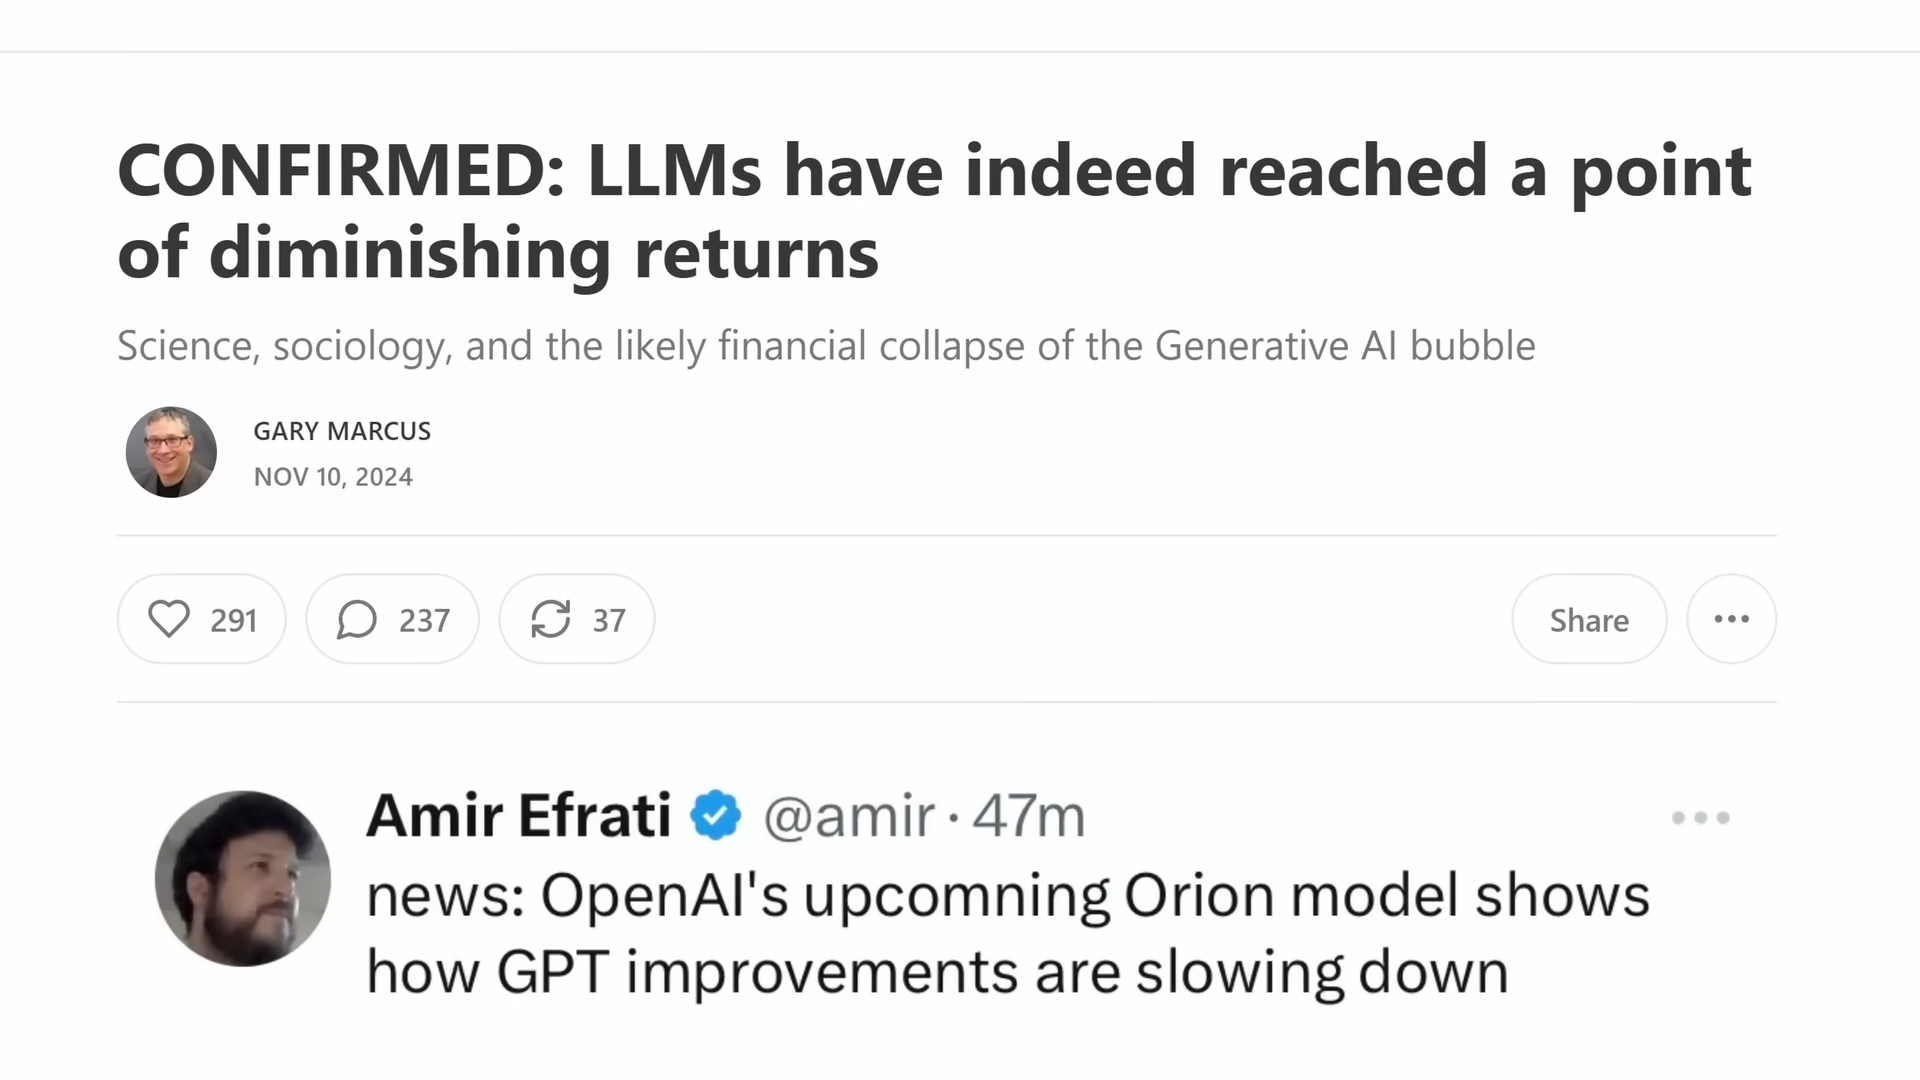 CONFIRMED: LLMs have indeed reached a point
of diminishing returns
Science, sociology, and the likely financial collapse of the Generative AI bubble
GARY MARCUS
NOV 10, 2024
291 237 37 Share
Amir Efrati @amir · 47m
news: OpenAI's upcomning Orion model shows
how GPT improvements are slowing down